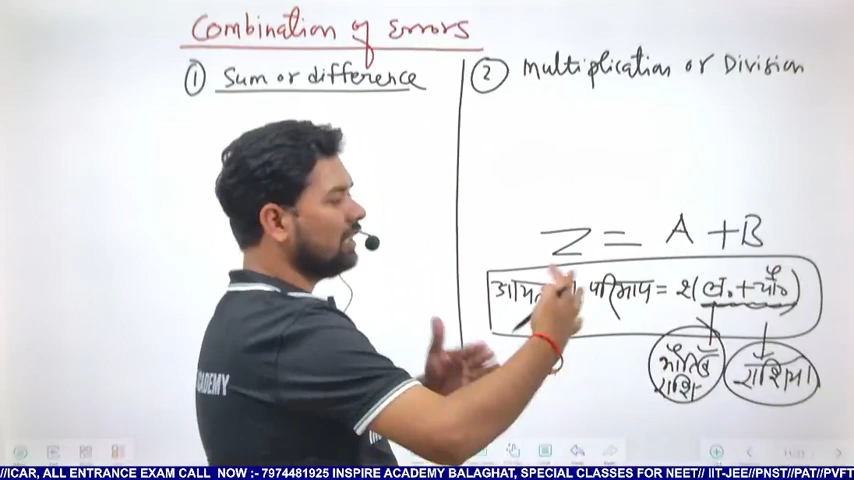 Combination of Errors
① Sum or difference
② Multiplication or Division
Z = A + B
परिमाप = २(ल॰ + चौ॰)
भौतिक राशि
राशियाँ
ACADEMY
//ICAR, ALL ENTRANCE EXAM CALL NOW :- 7974481925 INSPIRE ACADEMY BALAGHAT, SPECIAL CLASSES FOR NEET// IIT-JEE//PNST//PAT//PVFT